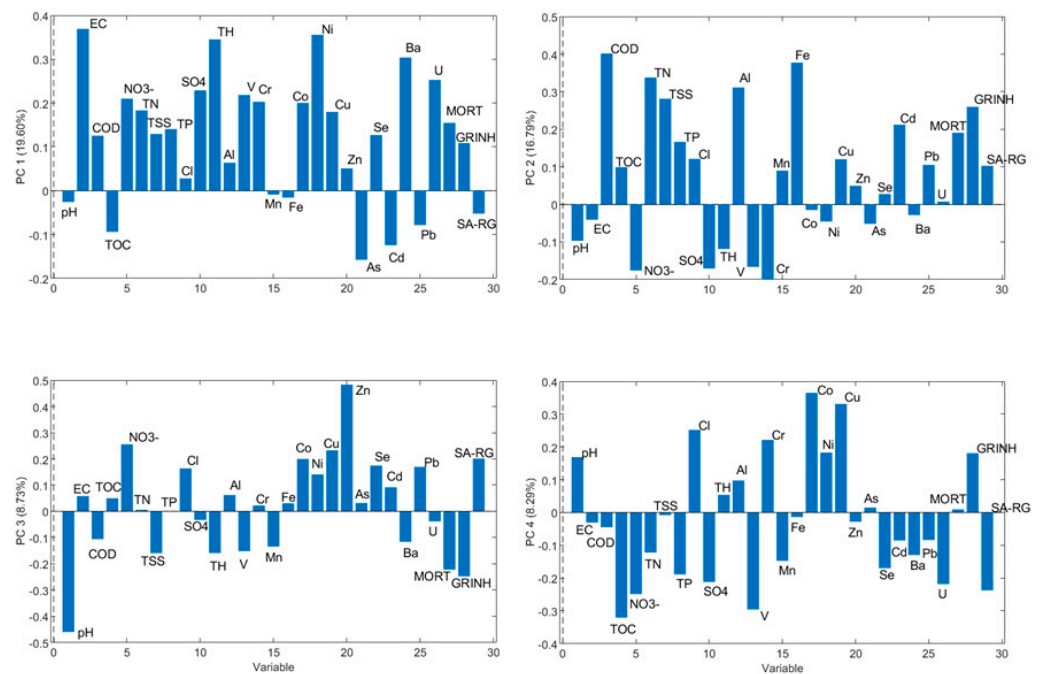 PC 1 (19.60%)
0.4
0.3
0.2
0.1
0
-0.1
-0.2
pH
EC
COD
TOC
NO3-
TN
TSS
TP
Cl
SO4
TH
Al
V
Cr
Mn
Fe
Co
Ni
Cu
Zn
As
Se
Cd
Ba
Pb
U
MORT
GRINH
SA-RG
0 5 10 15 20 25 30
PC 2 (16.79%)
0.5
0.4
0.3
0.2
0.1
0
-0.1
-0.2
pH
EC
COD
TOC
NO3-
TN
TSS
TP
Cl
SO4
TH
Al
V
Cr
Mn
Fe
Co
Ni
Cu
Zn
As
Se
Cd
Ba
Pb
U
MORT
GRINH
SA-RG
0 5 10 15 20 25 30
PC 3 (8.73%)
0.5
0.4
0.3
0.2
0.1
0
-0.1
-0.2
-0.3
-0.4
-0.5
pH
EC
COD
TOC
NO3-
TN
TSS
TP
Cl
SO4
TH
Al
V
Cr
Mn
Fe
Co
Ni
Cu
Zn
As
Se
Cd
Ba
Pb
U
MORT
GRINH
SA-RG
0 5 10 15 20 25 30
Variable
PC 4 (8.29%)
0.4
0.3
0.2
0.1
0
-0.1
-0.2
-0.3
-0.4
pH
EC
COD
TOC
NO3-
TN
TSS
TP
Cl
SO4
TH
Al
V
Cr
Mn
Fe
Co
Ni
Cu
Zn
As
Se
Cd
Ba
Pb
U
MORT
GRINH
SA-RG
0 5 10 15 20 25 30
Variable